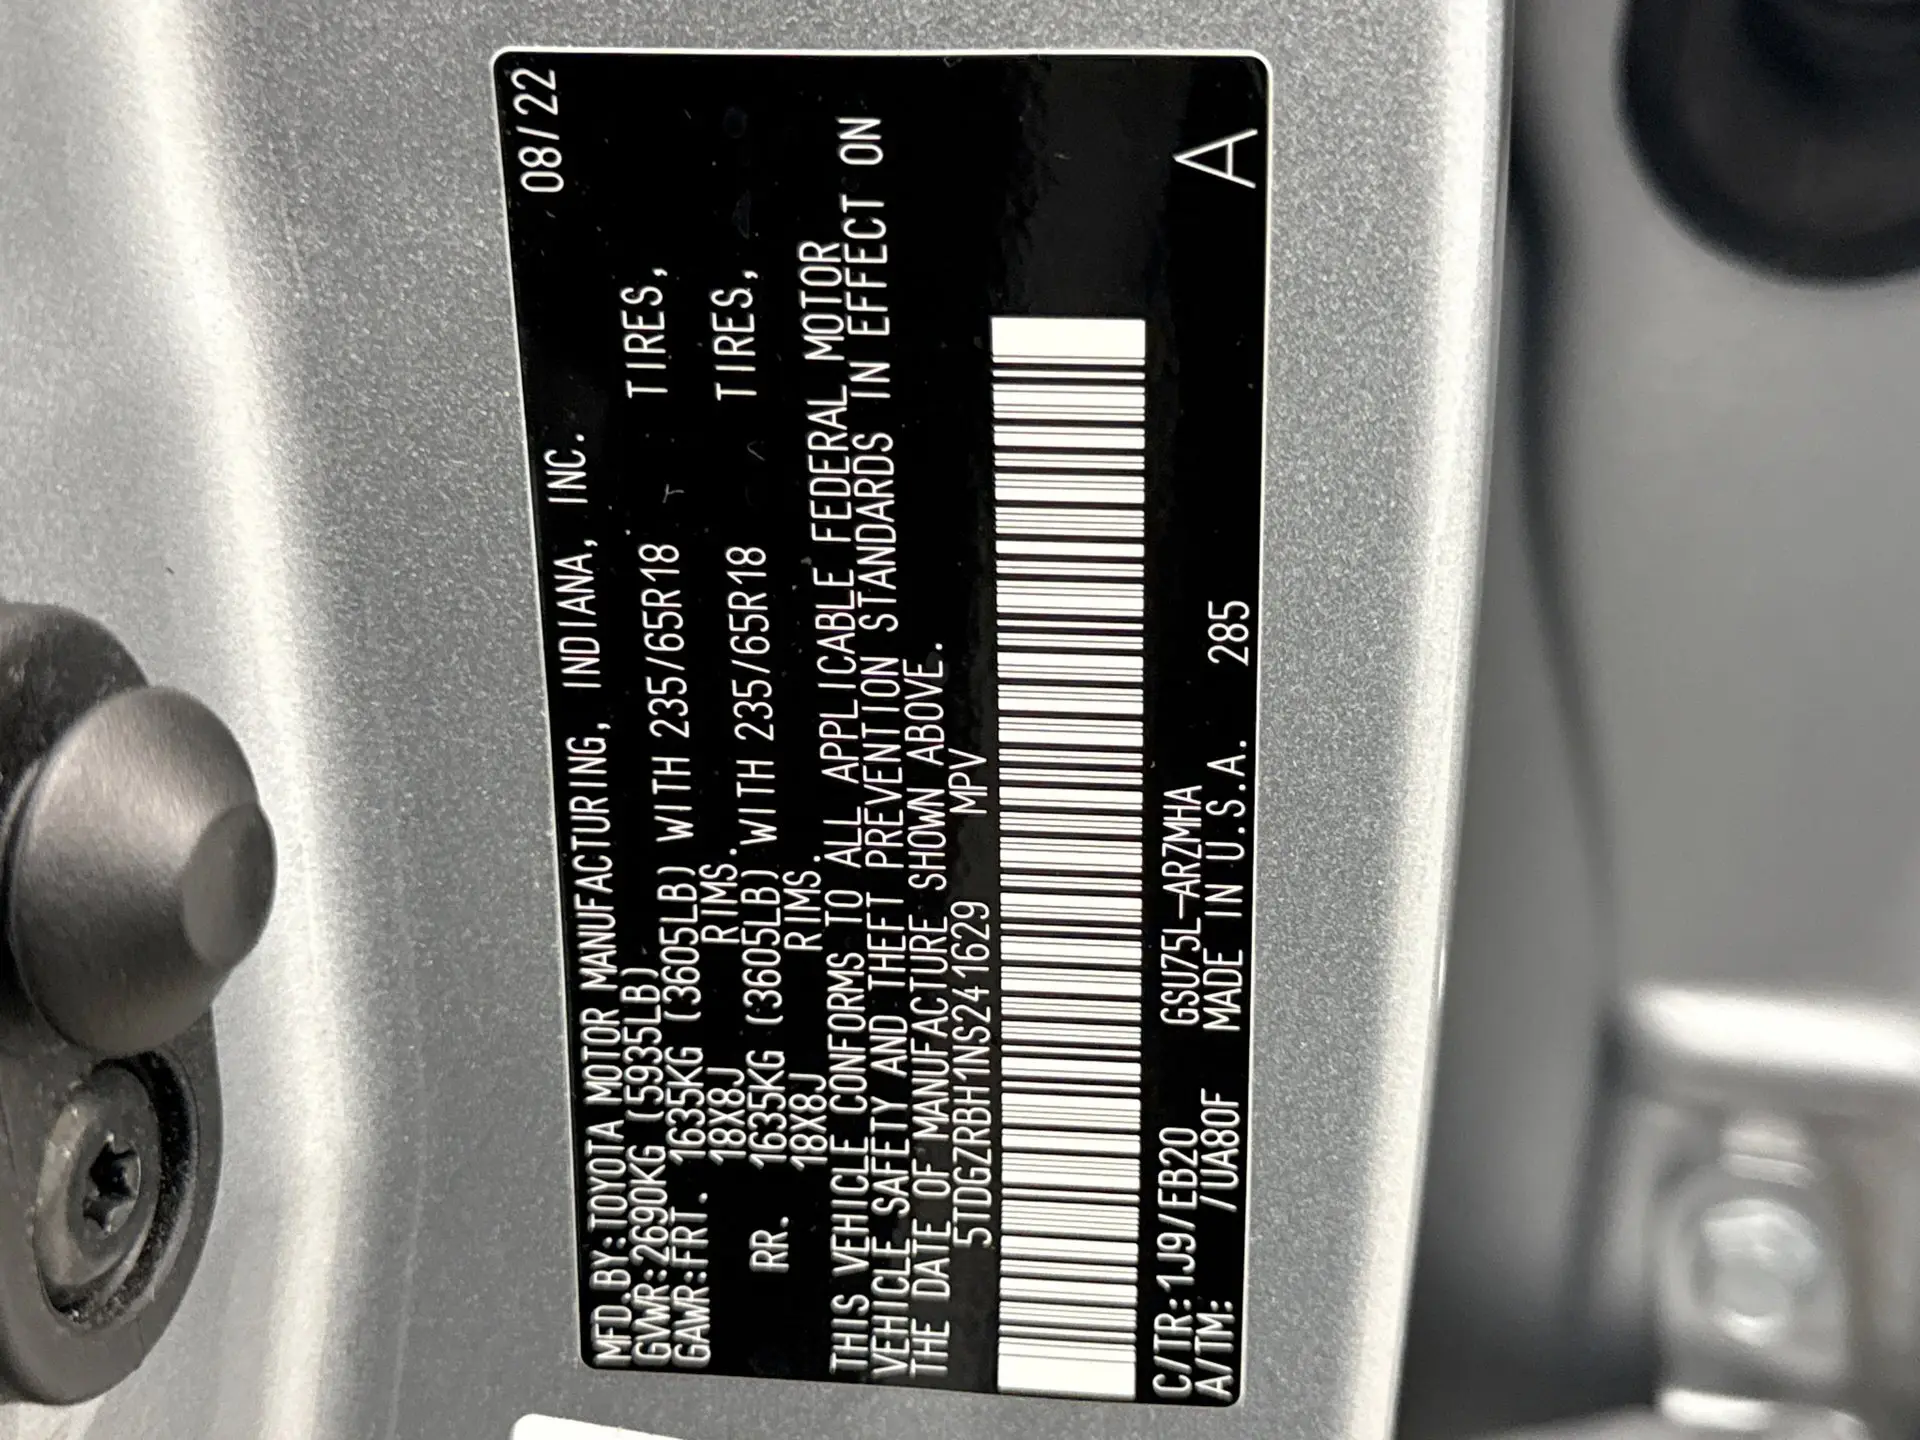 08/22
MFD.BY:TOYOTA MOTOR MANUFACTURING, INDIANA, INC.
GVWR:2690KG (5935LB)
GAWR:FRT. 1635KG (3605LB) WITH 235/65R18 TIRES,
18X8J RIMS.
RR. 1635KG (3605LB) WITH 235/65R18 TIRES,
18X8J RIMS.
THIS VEHICLE CONFORMS TO ALL APPLICABLE FEDERAL MOTOR
VEHICLE SAFETY AND THEFT PREVENTION STANDARDS IN EFFECT ON
THE DATE OF MANUFACTURE SHOWN ABOVE.
5TDGZRBH1NS241629 MPV
C/TR:1J9/EB20 GSU75L-ARZMHA
A/TM: /UA80F MADE IN U.S.A. 285 A